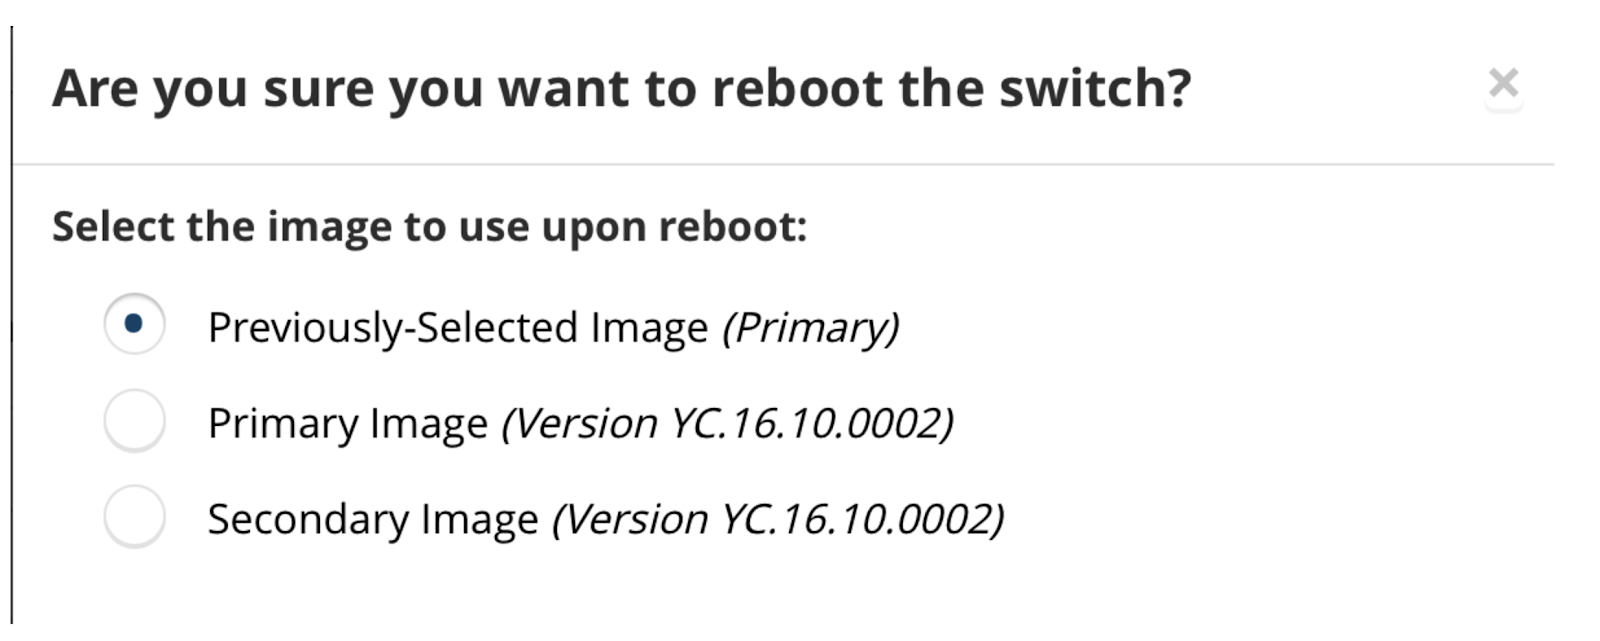 Are you sure you want to reboot the switch?
Select the image to use upon reboot:
Previously-Selected Image (Primary)
Primary Image (Version YC.16.10.0002)
Secondary Image (Version YC.16.10.0002)